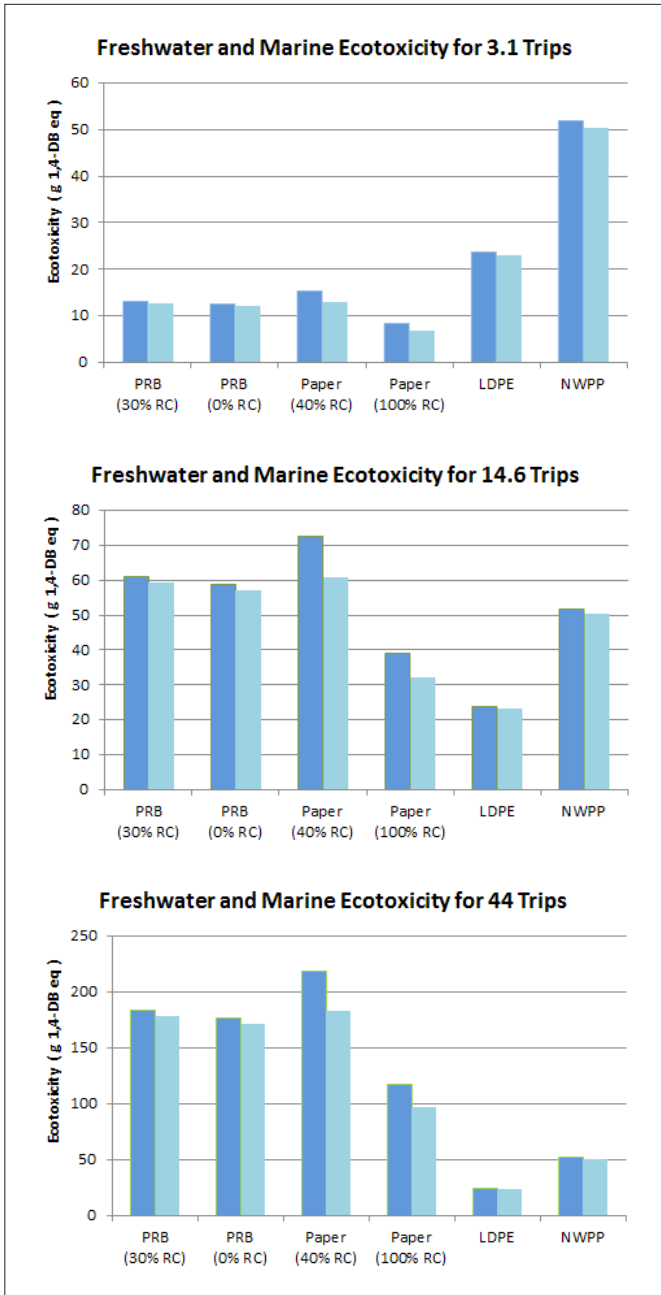 Freshwater and Marine Ecotoxicity for 3.1 Trips
Ecotoxicity ( g 1,4-DB eq )
60
50
40
30
20
10
0
PRB PRB Paper Paper LDPE NWPP
(30% RC) (0% RC) (40% RC) (100% RC)
Freshwater and Marine Ecotoxicity for 14.6 Trips
Ecotoxicity ( g 1,4-DB eq )
80
70
60
50
40
30
20
10
0
PRB PRB Paper Paper LDPE NWPP
(30% RC) (0% RC) (40% RC) (100% RC)
Freshwater and Marine Ecotoxicity for 44 Trips
Ecotoxicity ( g 1,4-DB eq )
250
200
150
100
50
0
PRB PRB Paper Paper LDPE NWPP
(30% RC) (0% RC) (40% RC) (100% RC)